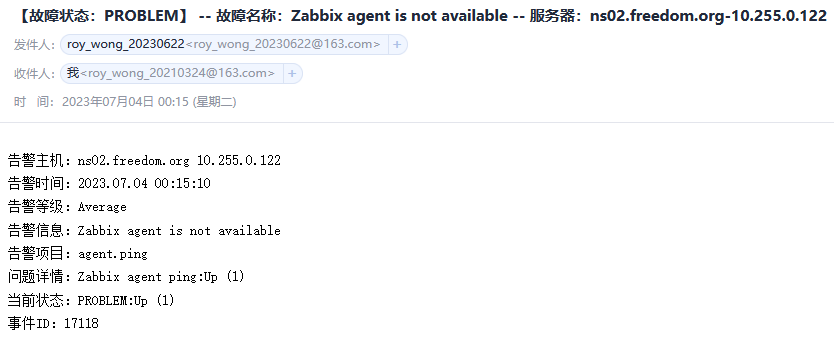 【故障状态：PROBLEM】 -- 故障名称：Zabbix agent is not available -- 服务器：ns02.freedom.org-10.255.0.122
发件人：roy_wong_20230622<roy_wong_20230622@163.com> +
收件人：我<roy_wong_20210324@163.com> +
时 间：2023年07月04日 00:15 (星期二)
告警主机：ns02.freedom.org 10.255.0.122
告警时间：2023.07.04 00:15:10
告警等级：Average
告警信息：Zabbix agent is not available
告警项目：agent.ping
问题详情：Zabbix agent ping:Up (1)
当前状态：PROBLEM:Up (1)
事件ID：17118